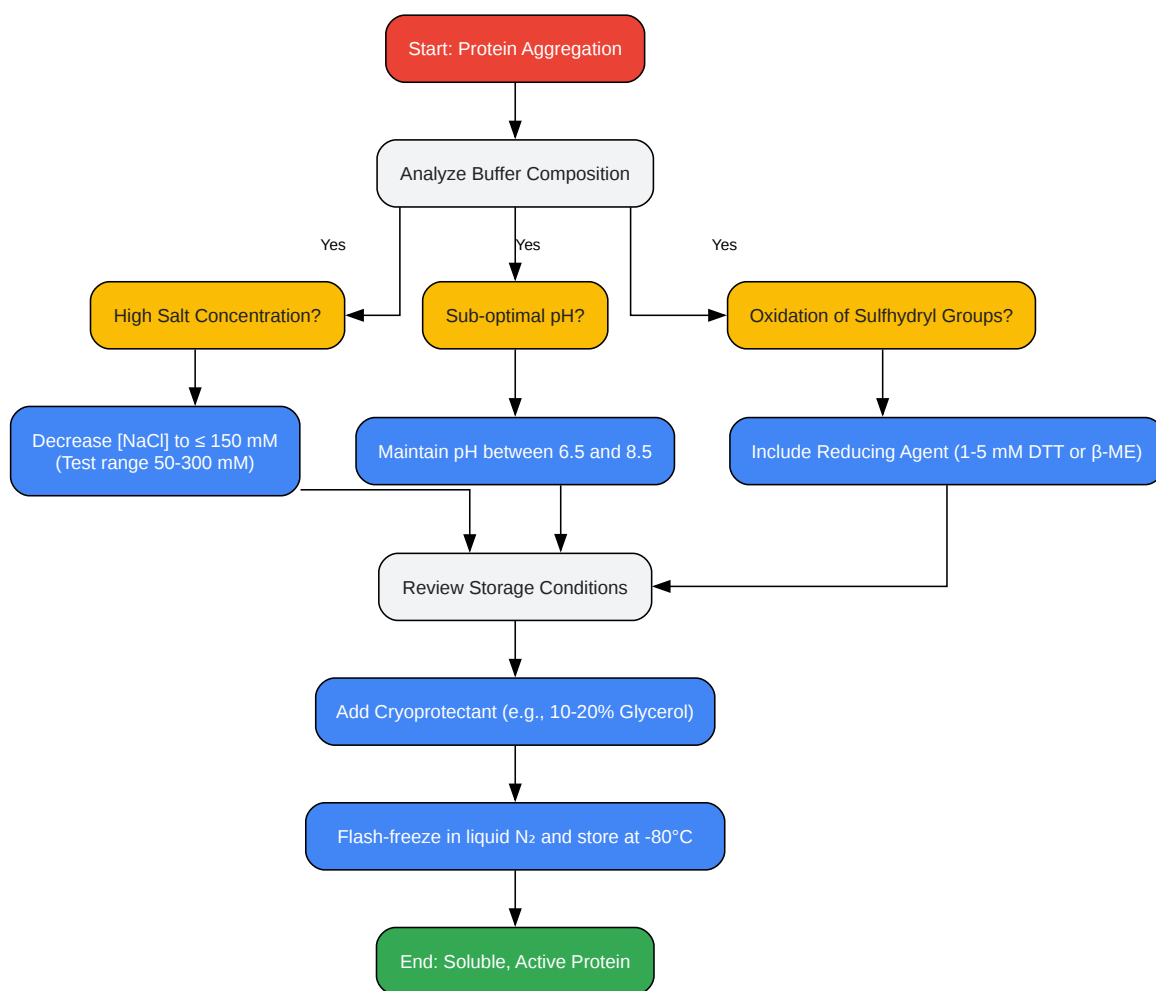 Start: Protein Aggregation
Analyze Buffer Composition
Yes
Yes
Yes
High Salt Concentration?
Sub-optimal pH?
Oxidation of Sulfhydryl Groups?
Decrease [NaCl] to ≤ 150 mM
(Test range 50-300 mM)
Maintain pH between 6.5 and 8.5
Include Reducing Agent (1-5 mM DTT or β-ME)
Review Storage Conditions
Add Cryoprotectant (e.g., 10-20% Glycerol)
Flash-freeze in liquid N₂ and store at -80°C
End: Soluble, Active Protein